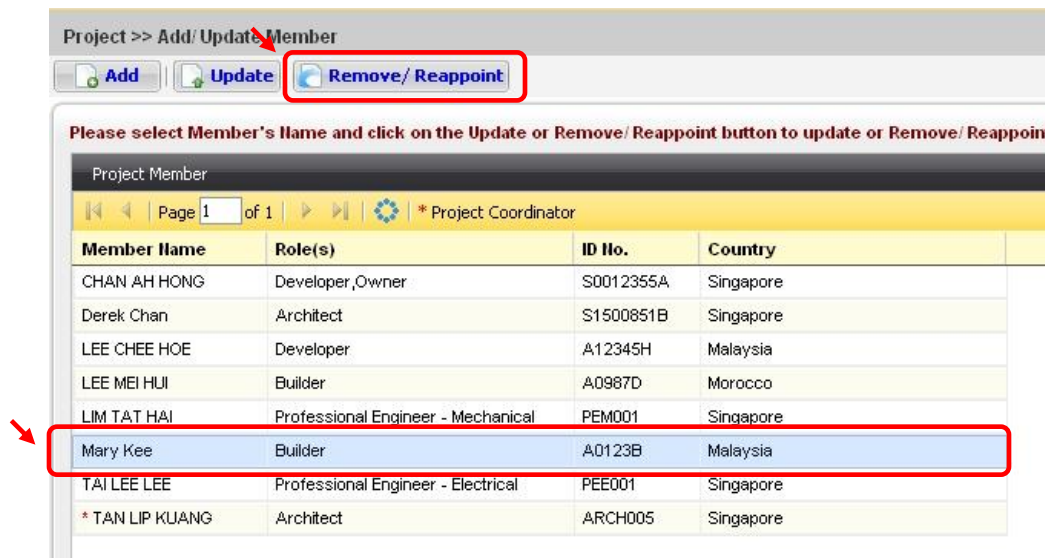 Project >> Add/ Update Member
Add Update Remove/ Reappoint
Please select Member's Name and click on the Update or Remove/ Reappoint button to update or Remove/ Reappoin
Project Member
Page 1 of 1 * Project Coordinator
Member Name Role(s) ID No. Country
CHAN AH HONG Developer,Owner S0012355A Singapore
Derek Chan Architect S1500851B Singapore
LEE CHEE HOE Developer A12345H Malaysia
LEE MEI HUI Builder A0987D Morocco
LIM TAT HAI Professional Engineer - Mechanical PEM001 Singapore
Mary Kee Builder A0123B Malaysia
TAI LEE LEE Professional Engineer - Electrical PEE001 Singapore
* TAN LIP KUANG Architect ARCH005 Singapore